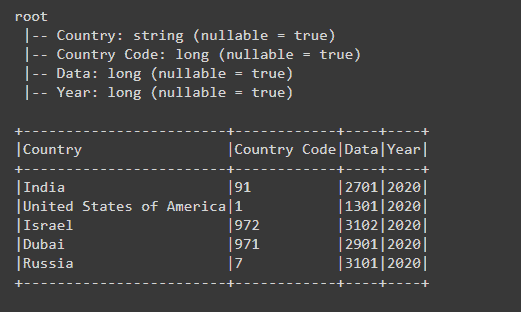 root
 |-- Country: string (nullable = true)
 |-- Country Code: long (nullable = true)
 |-- Data: long (nullable = true)
 |-- Year: long (nullable = true)

+------------------------+------------+----+----+
|Country                 |Country Code|Data|Year|
+------------------------+------------+----+----+
|India                   |91          |2701|2020|
|United States of America|1           |1301|2020|
|Israel                  |972         |3102|2020|
|Dubai                   |971         |2901|2020|
|Russia                  |7           |3101|2020|
+------------------------+------------+----+----+